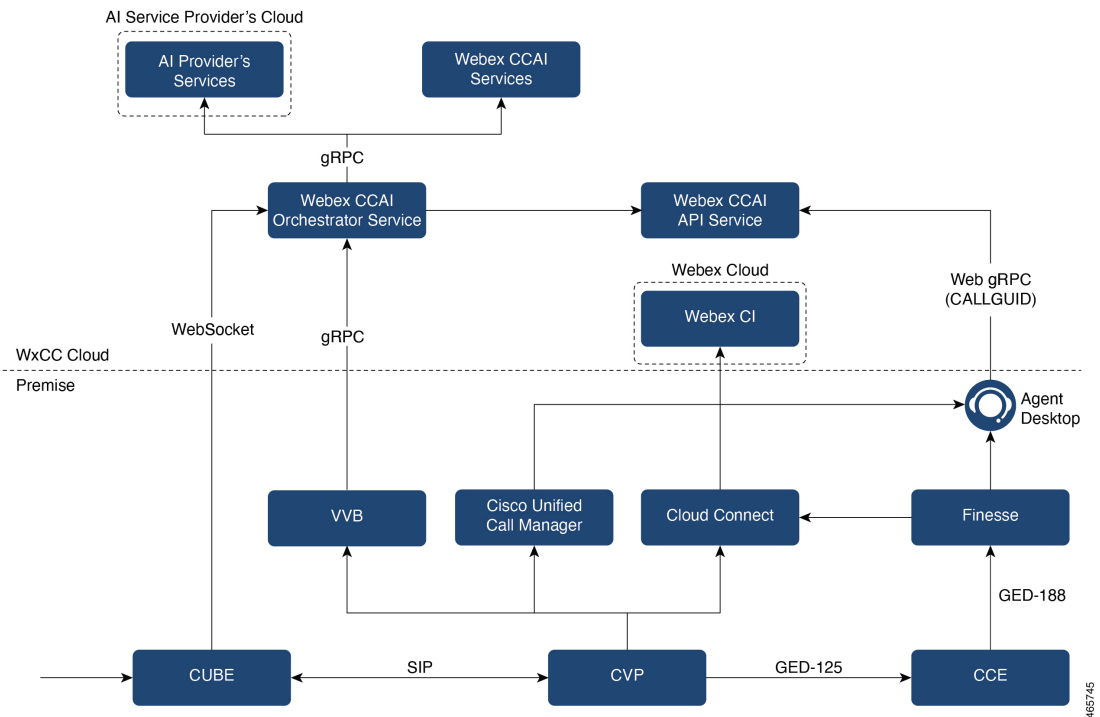 AI Service Provider's Cloud
AI Provider's
Services
Webex CCAI
Services
gRPC
Webex CCAI
Orchestrator Service
Webex CCAI
API Service
Webex Cloud
Webex CI
Web gRPC
(CALLGUID)
WebSocket
gRPC
WxCC Cloud
Premise
Agent
Desktop
VVB
Cisco Unified
Call Manager
Cloud Connect
Finesse
GED-188
CUBE
SIP
CVP
GED-125
CCE
465745